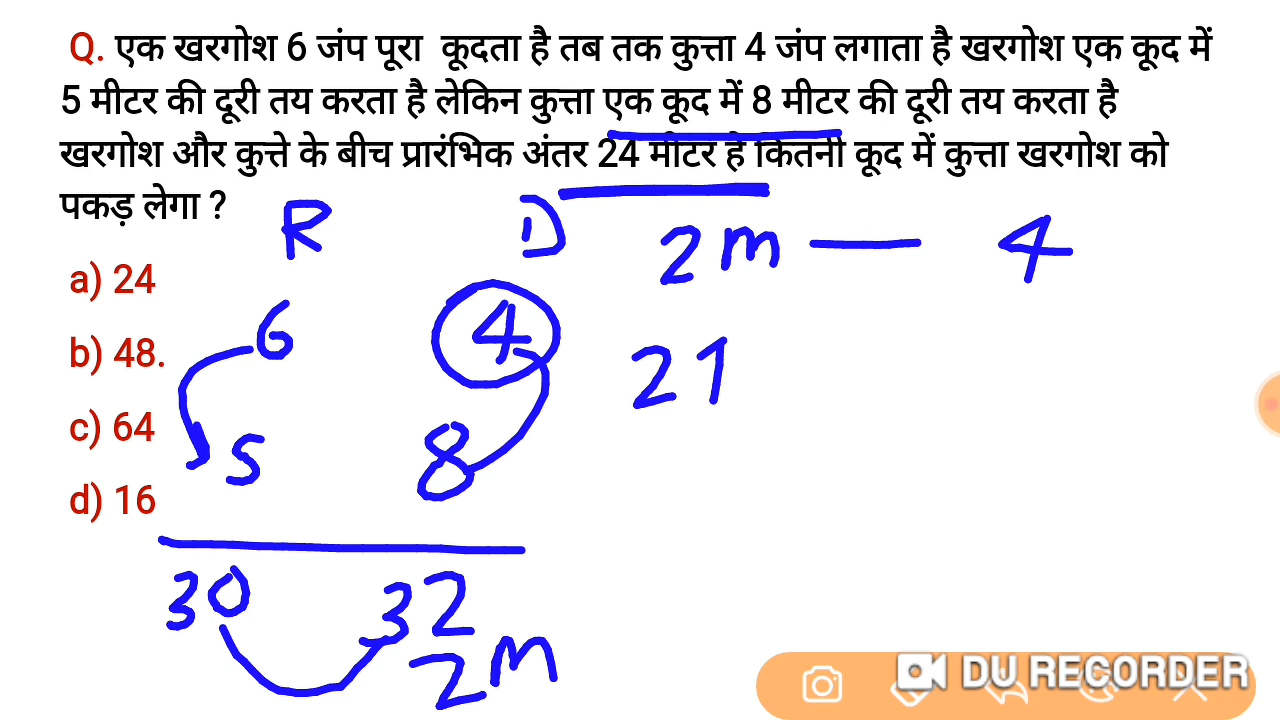 Q. एक खरगोश 6 जंप पूरा कूदता है तब तक कुत्ता 4 जंप लगाता है खरगोश एक कूद में
5 मीटर की दूरी तय करता है लेकिन कुत्ता एक कूद में 8 मीटर की दूरी तय करता है
खरगोश और कुत्ते के बीच प्रारंभिक अंतर 24 मीटर है कितनी कूद में कुत्ता खरगोश को
पकड़ लेगा ?
R D 2m — 4
a) 24
6 4 21
b) 48.
c) 64
5 8
d) 16
30 32
2m
DU RECORDER